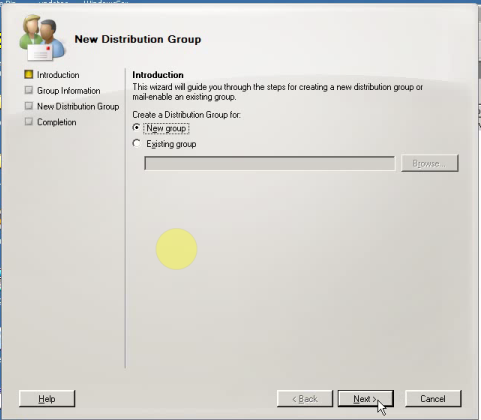 New Distribution Group
Introduction
Group Information
New Distribution Group
Completion
Introduction
This wizard will guide you through the steps for creating a new distribution group or
mail-enable an existing group.
Create a Distribution Group for:
New group
Existing group
Browse...
Help
< Back
Next >
Cancel